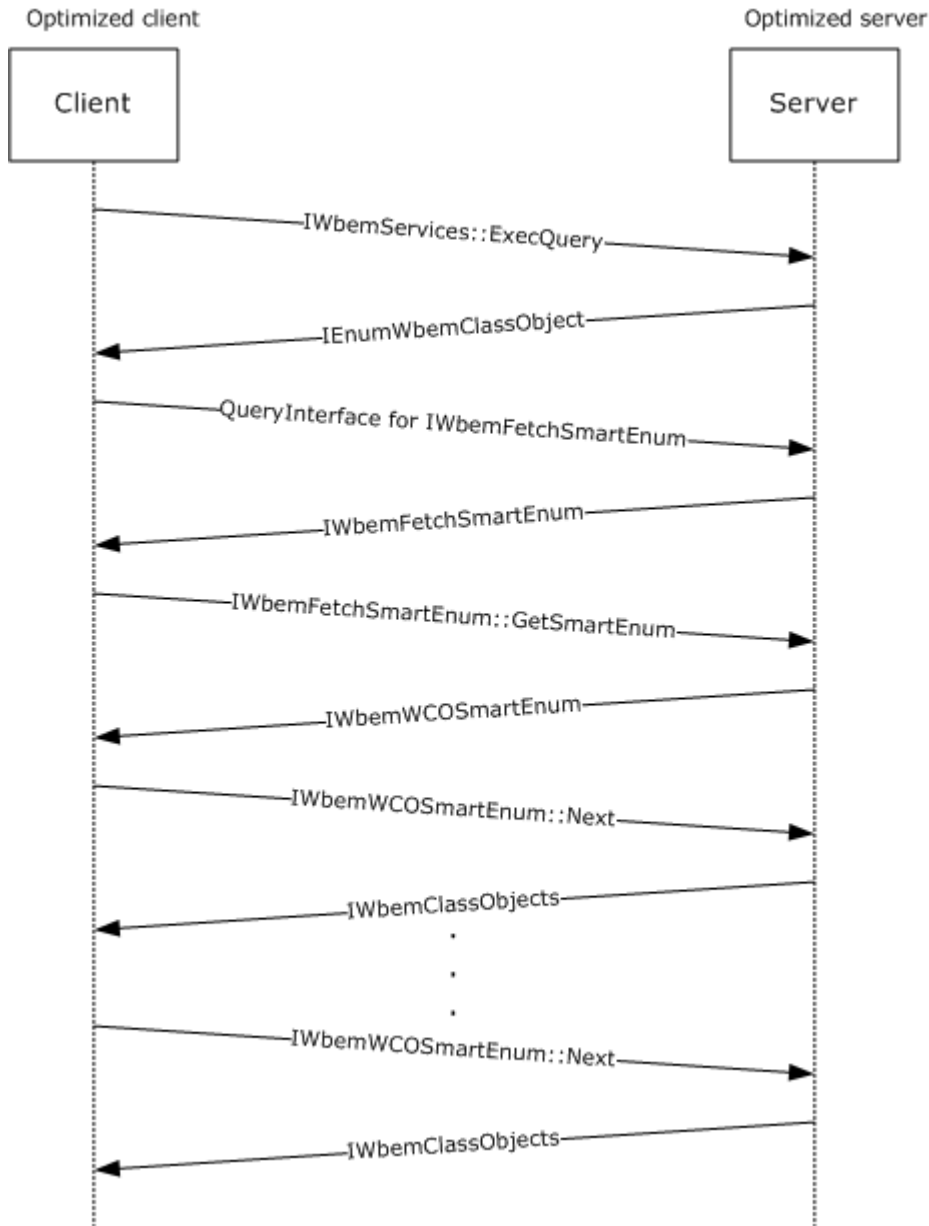 Optimized client
Optimized server
Client
Server
IWbemServices::ExecQuery
IEnumWbemClassObject
QueryInterface for IWbemFetchSmartEnum
IWbemFetchSmartEnum
IWbemFetchSmartEnum::GetSmartEnum
IWbemWCOSmartEnum
IWbemWCOSmartEnum::Next
IWbemClassObjects
.
.
.
IWbemWCOSmartEnum::Next
IWbemClassObjects